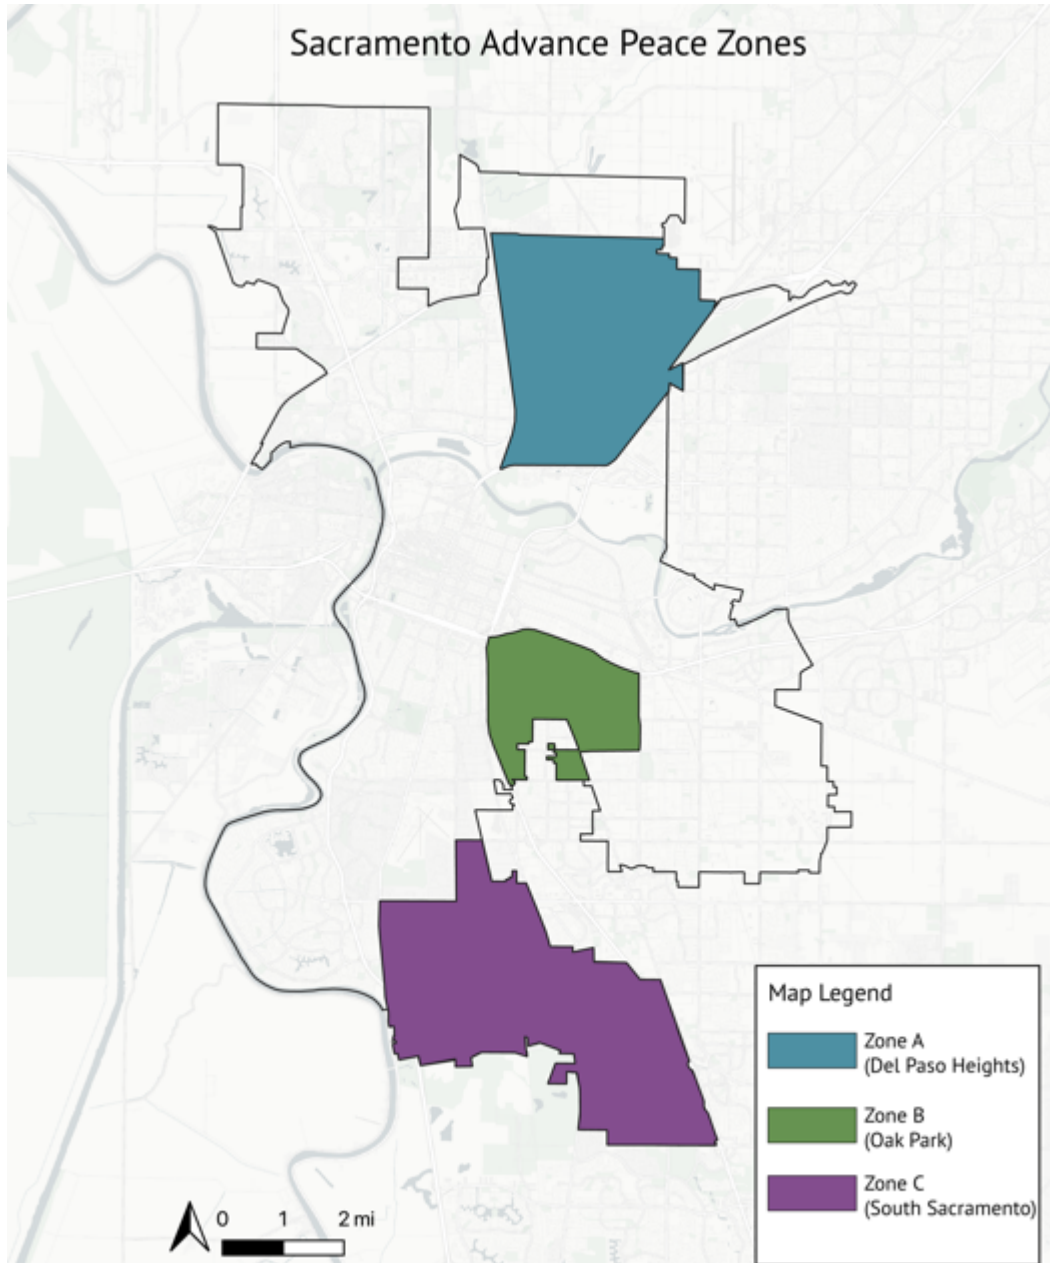 Sacramento Advance Peace Zones
Map Legend
Zone A
(Del Paso Heights)
Zone B
(Oak Park)
Zone C
(South Sacramento)
0 1 2 mi